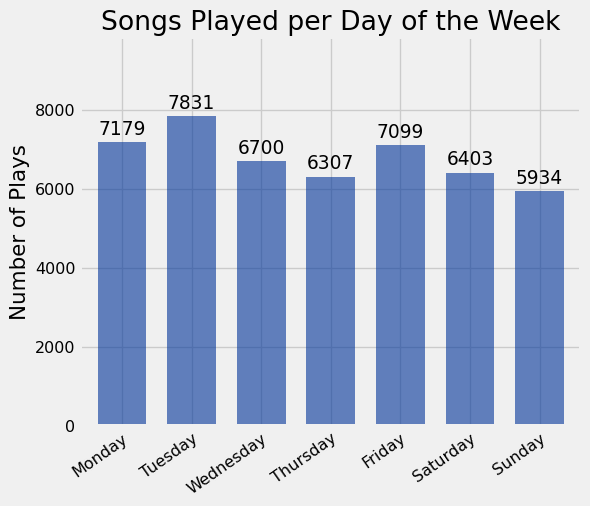 Songs Played per Day of the Week
Number of Plays
8000
6000
4000
2000
0
7179
7831
6700
6307
7099
6403
5934
Monday
Tuesday
Wednesday
Thursday
Friday
Saturday
Sunday